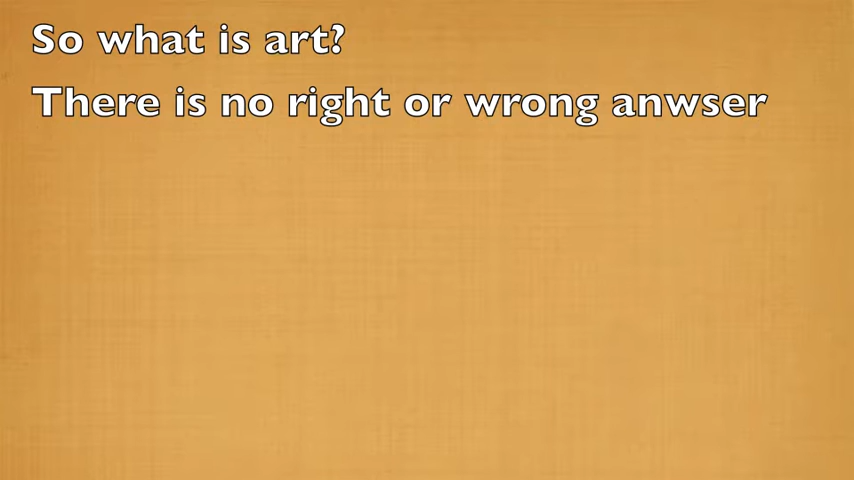 So what is art?
There is no right or wrong anwser